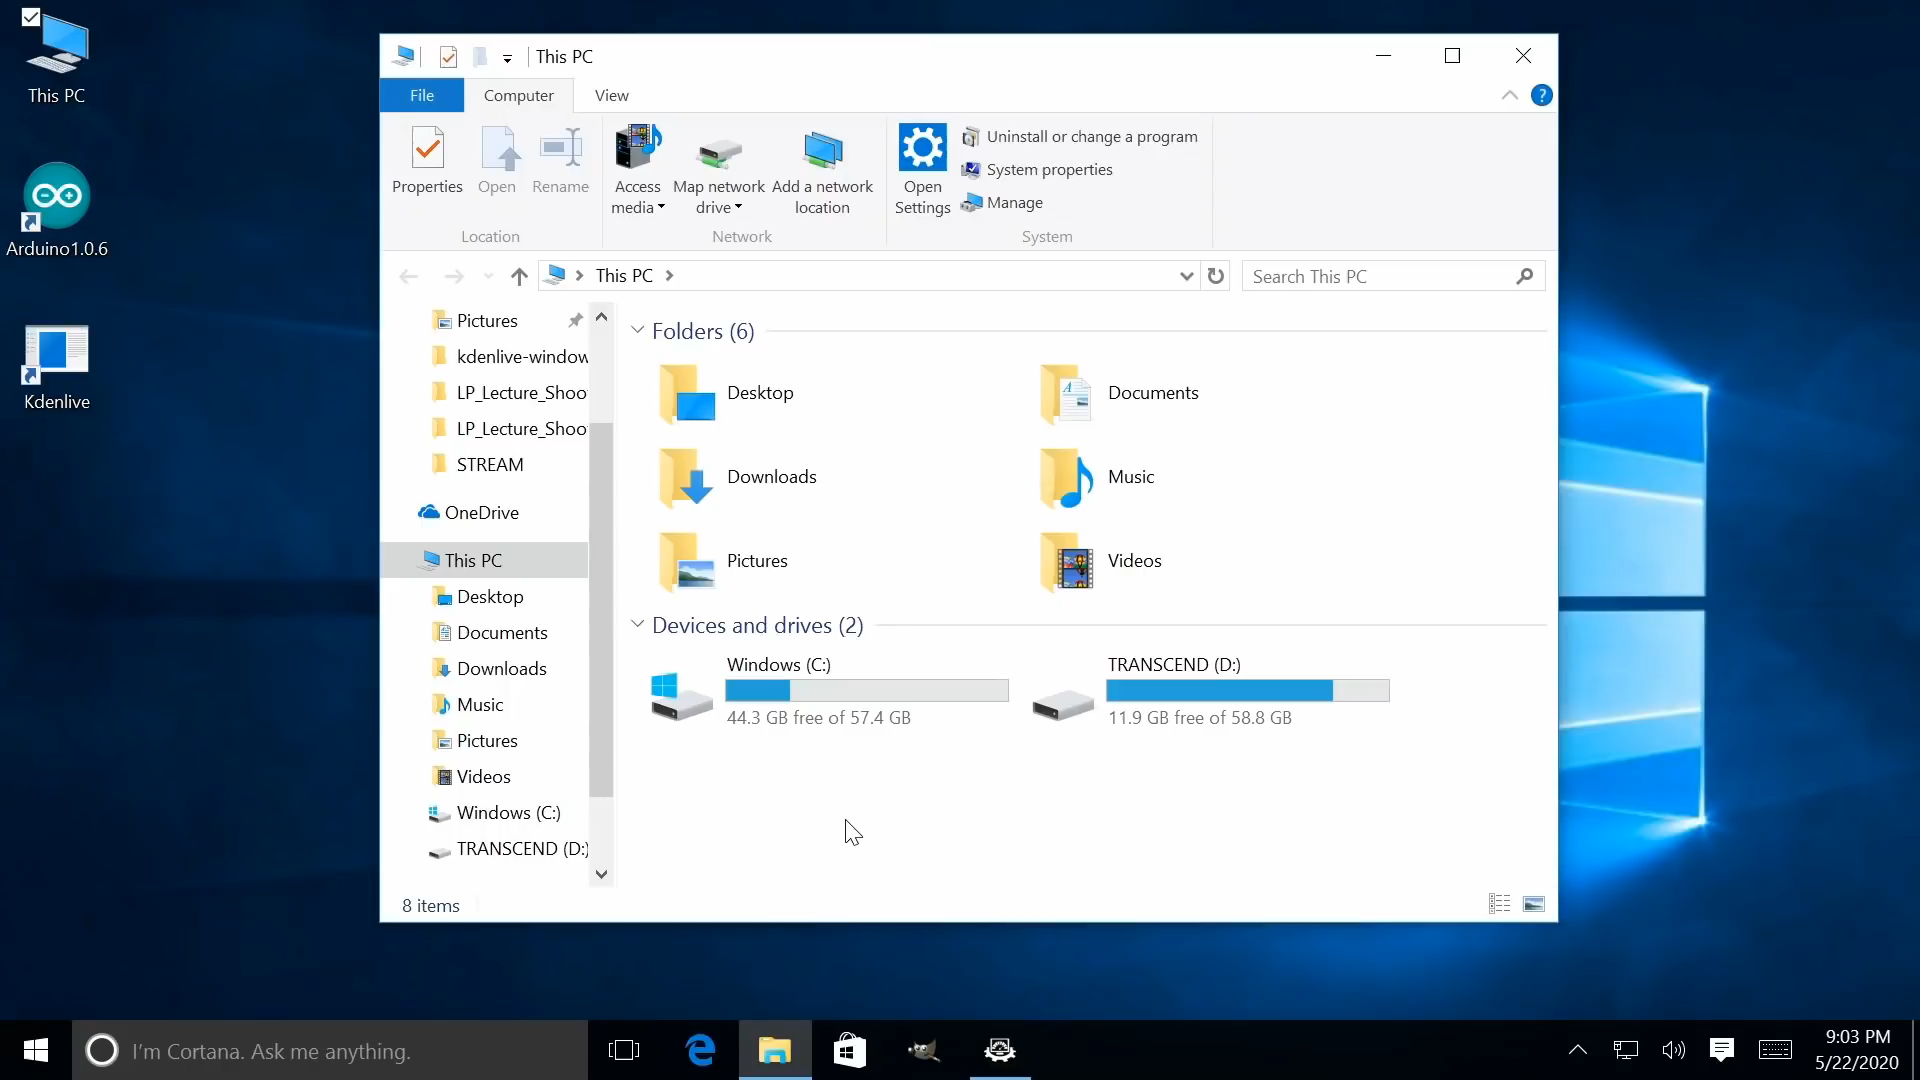 This PC
Arduino1.0.6
Kdenlive
This PC
File
Computer
View
Properties
Open
Rename
Location
Access
media
Map network
drive
Add a network
location
Network
Open
Settings
Uninstall or change a program
System properties
Manage
System
This PC
Search This PC
Pictures
kdenlive-window
LP_Lecture_Shoo
LP_Lecture_Shoo
STREAM
OneDrive
This PC
Desktop
Documents
Downloads
Music
Pictures
Videos
Windows (C:)
TRANSCEND (D:)
Folders (6)
Desktop
Documents
Downloads
Music
Pictures
Videos
Devices and drives (2)
Windows (C:)
44.3 GB free of 57.4 GB
TRANSCEND (D:)
11.9 GB free of 58.8 GB
8 items
I'm Cortana. Ask me anything.
9:03 PM
5/22/2020